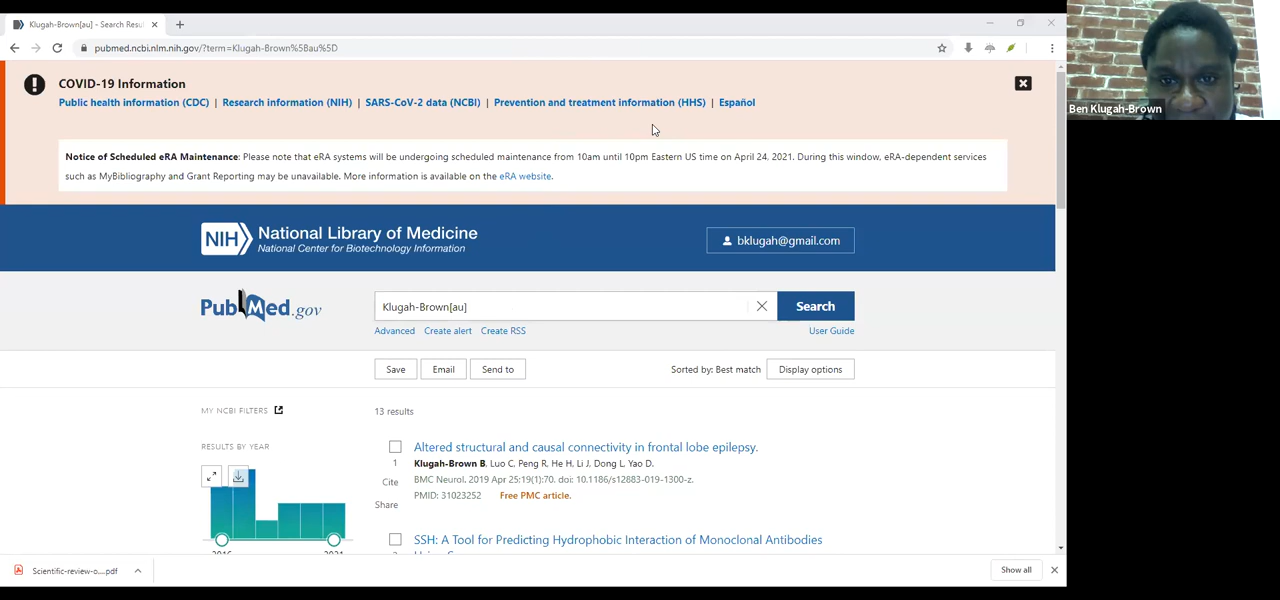 Klugah-Brown[au] - Search Resul
pubmed.ncbi.nlm.nih.gov/?term=Klugah-Brown%5Bau%5D
COVID-19 Information
Public health information (CDC) | Research information (NIH) | SARS-CoV-2 data (NCBI) | Prevention and treatment information (HHS) | Español
Ben Klugah-Brown
Notice of Scheduled eRA Maintenance: Please note that eRA systems will be undergoing scheduled maintenance from 10am until 10pm Eastern US time on April 24, 2021. During this window, eRA-dependent services
such as MyBibliography and Grant Reporting may be unavailable. More information is available on the eRA website.
NIH National Library of Medicine
National Center for Biotechnology Information
bklugah@gmail.com
PubMed.gov
Klugah-Brown[au]
Search
Advanced Create alert Create RSS
User Guide
Save Email Send to
Sorted by: Best match Display options
MY NCBI FILTERS
13 results
RESULTS BY YEAR
Altered structural and causal connectivity in frontal lobe epilepsy.
1
Klugah-Brown B, Luo C, Peng R, He H, Li J, Dong L, Yao D.
Cite
BMC Neurol. 2019 Apr 25;19(1):70. doi: 10.1186/s12883-019-1300-z.
PMID: 31023252 Free PMC article.
Share
SSH: A Tool for Predicting Hydrophobic Interaction of Monoclonal Antibodies
2016 2021
Scientific-review-o....pdf
Show all